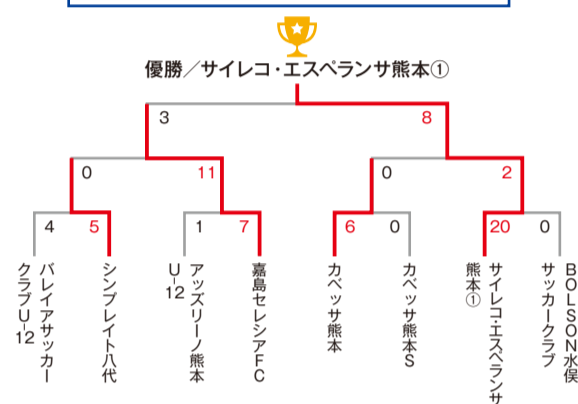 優勝／サイレコ・エスペランサ熊本①
3
8
0
11
0
2
4
5
1
7
6
0
20
0
バレイアサッカー
クラブU-12
シンプレイト八代
アッズリーノ熊本
U-12
嘉島セレシアFC
カベッサ熊本
カベッサ熊本S
サイレコ・エスペランサ
熊本①
BOLSON水俣
サッカークラブ